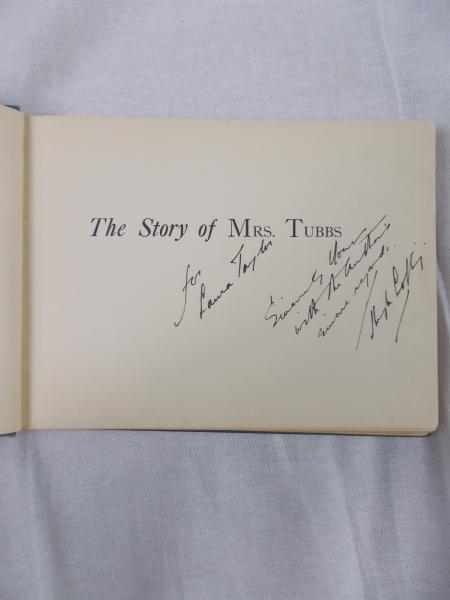 The Story of MRS. TUBBS
for
Laura Taylor
Sincerely Yours
with the author's
sincere regards.
Hugh Lofting